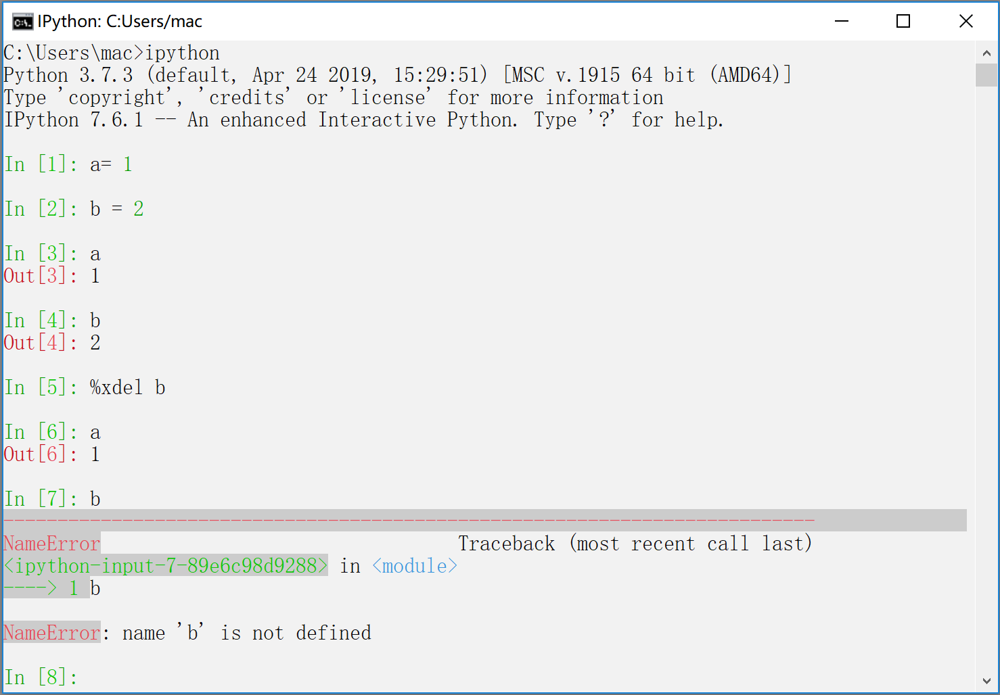 IPython: C:Users/mac
C:\Users\mac>ipython
Python 3.7.3 (default, Apr 24 2019, 15:29:51) [MSC v.1915 64 bit (AMD64)]
Type 'copyright', 'credits' or 'license' for more information
IPython 7.6.1 -- An enhanced Interactive Python. Type '?' for help.
In [1]: a= 1
In [2]: b = 2
In [3]: a
Out[3]: 1
In [4]: b
Out[4]: 2
In [5]: %xdel b
In [6]: a
Out[6]: 1
In [7]: b
---------------------------------------------------------------------------
NameError                                 Traceback (most recent call last)
<ipython-input-7-89e6c98d9288> in <module>
----> 1 b
NameError: name 'b' is not defined
In [8]: